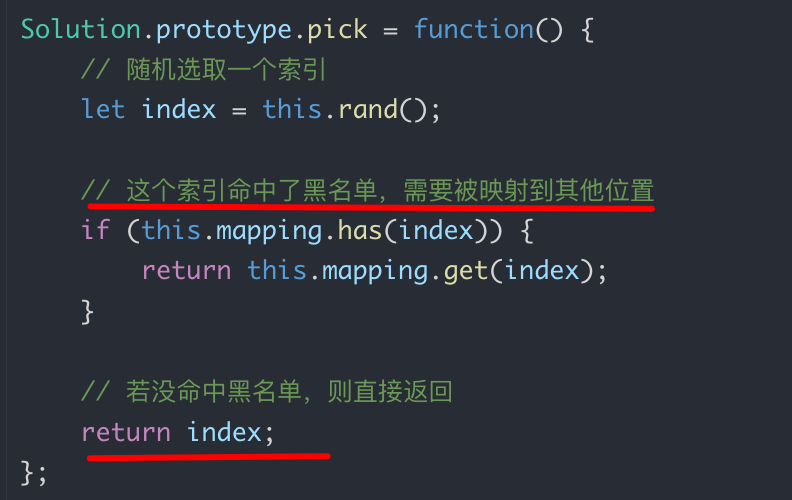 Solution.prototype.pick = function() {
    // 随机选取一个索引
    let index = this.rand();
    // 这个索引命中了黑名单，需要被映射到其他位置
    if (this.mapping.has(index)) {
        return this.mapping.get(index);
    }
    // 若没命中黑名单，则直接返回
    return index;
};